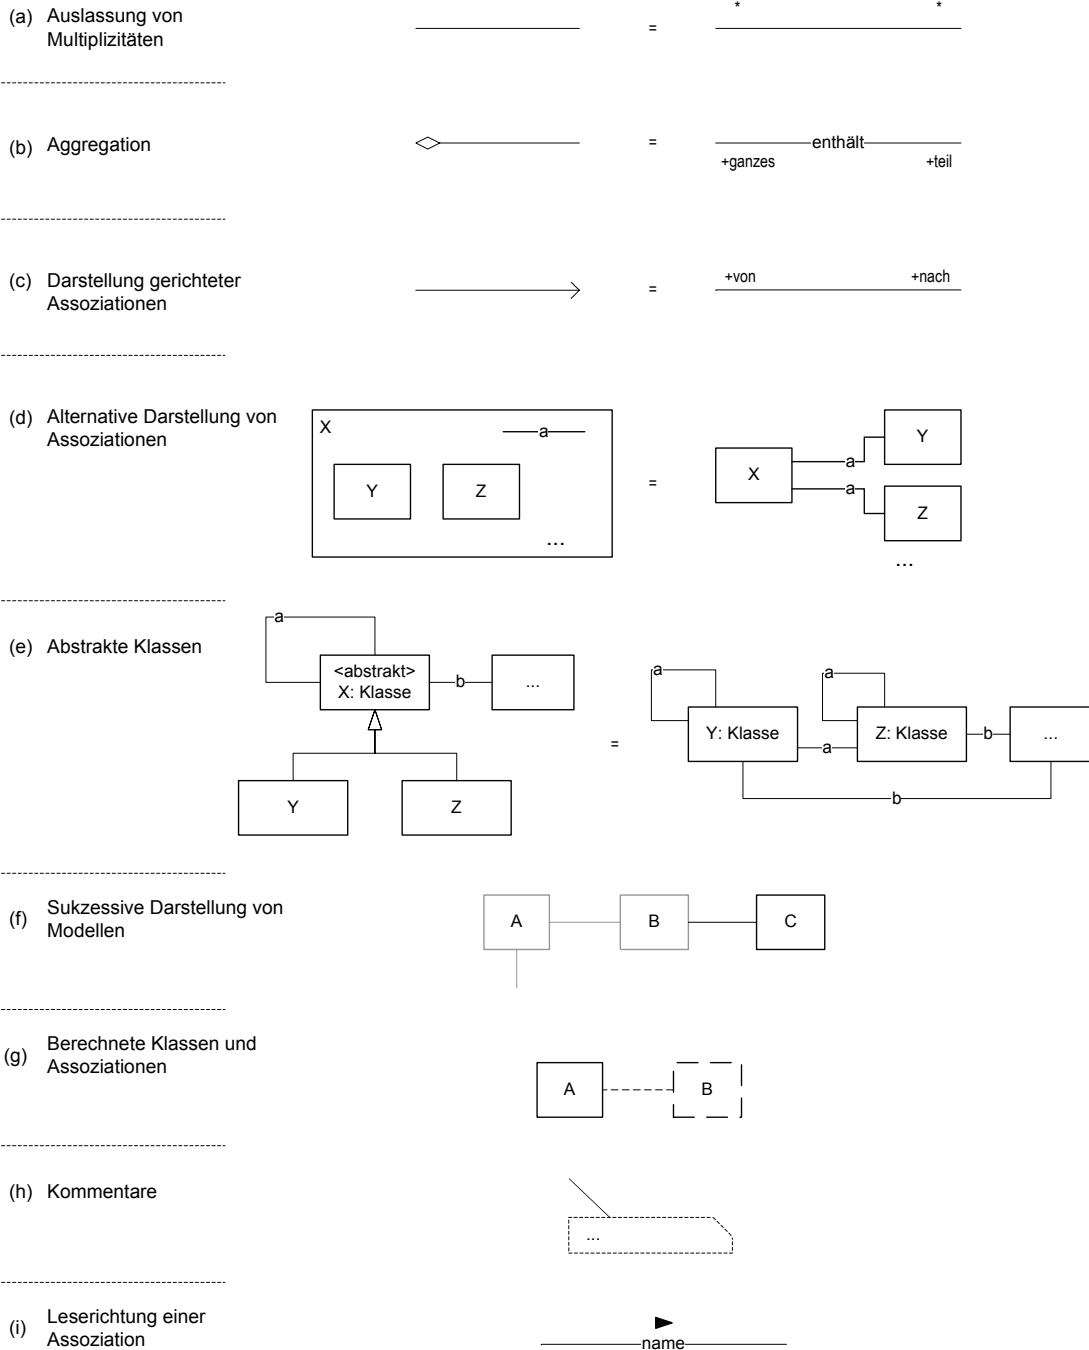 (a) Auslassung von
Multiplizitäten
= * *
(b) Aggregation
= enthält
+ganzes +teil
(c) Darstellung gerichteter
Assoziationen
= +von +nach
(d) Alternative Darstellung von
Assoziationen
X a
Y Z
...
=
X a Y
a Z
...
(e) Abstrakte Klassen
a
<abstrakt>
X: Klasse
b ...
Y Z
=
a a
Y: Klasse a Z: Klasse b ...
b
(f) Sukzessive Darstellung von
Modellen
A B C
(g) Berechnete Klassen und
Assoziationen
A B
(h) Kommentare
...
(i) Leserichtung einer
Assoziation
name